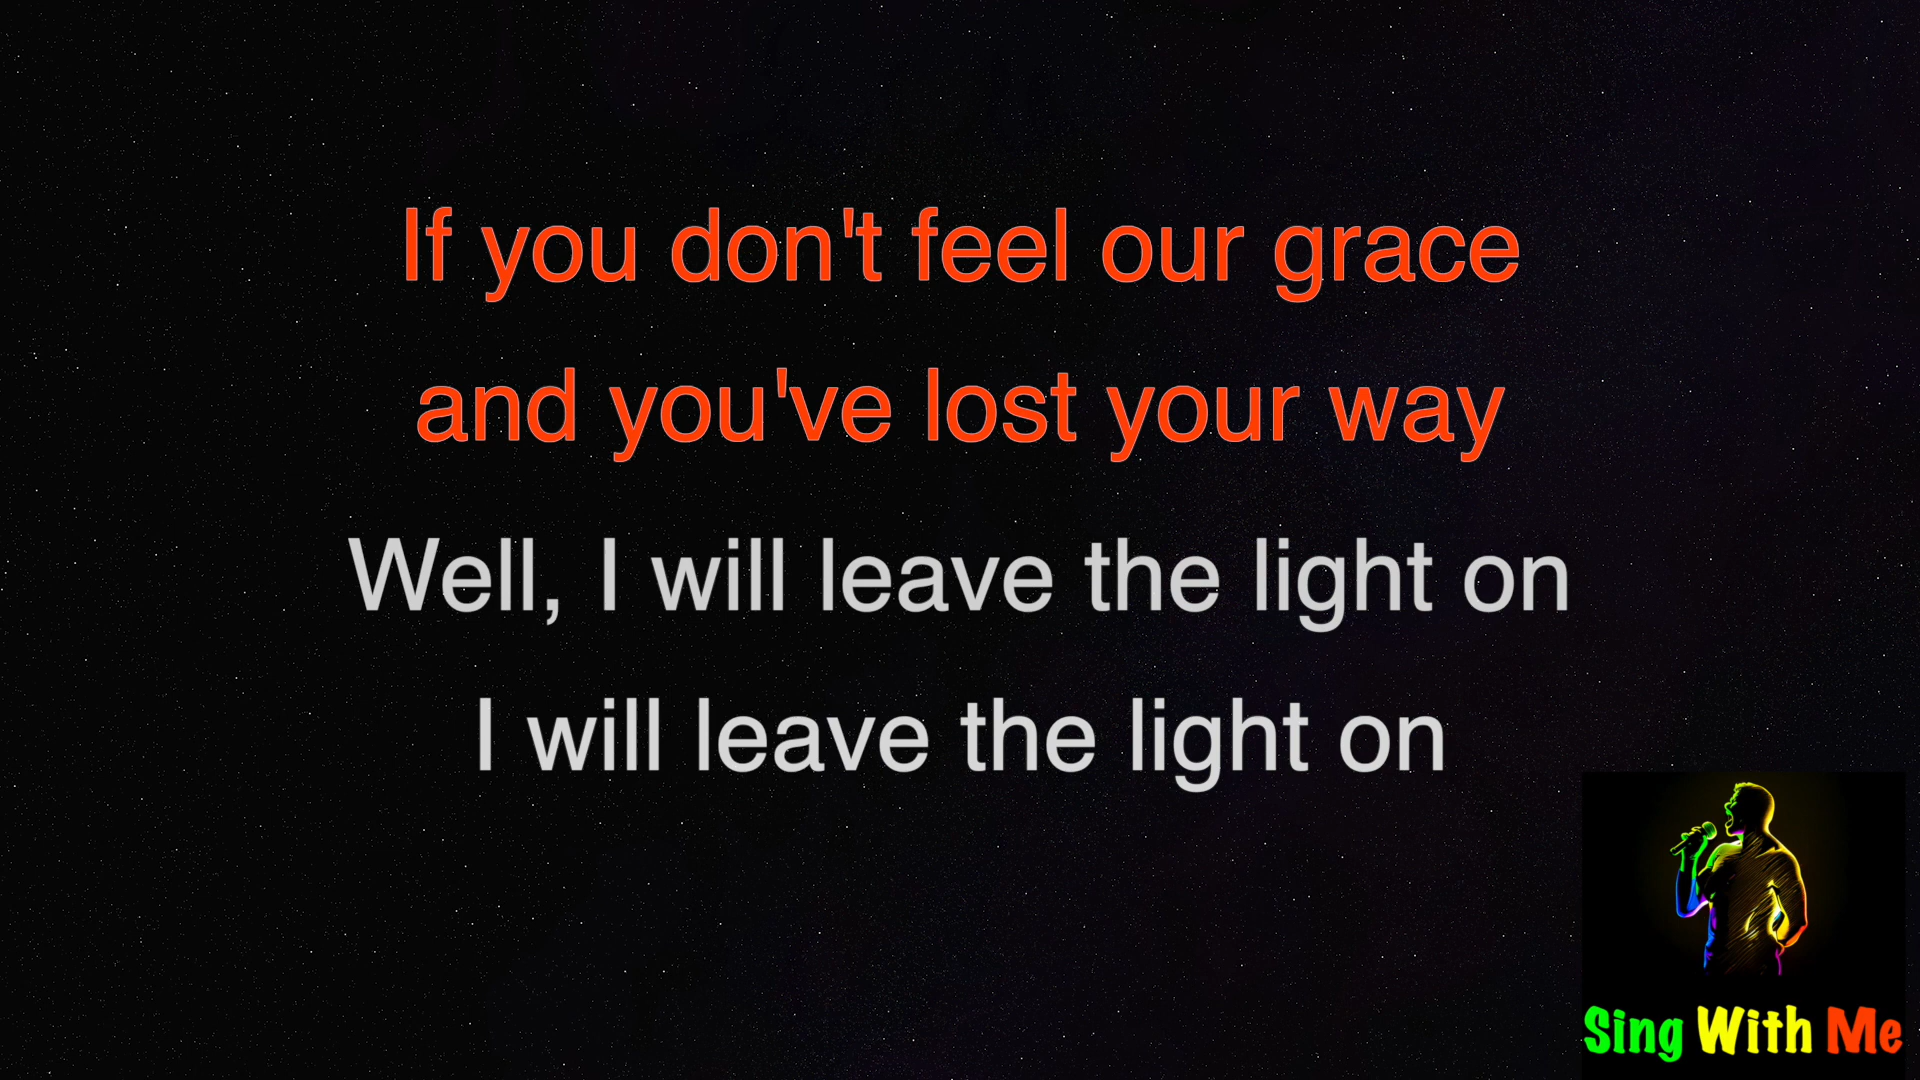 If you don't feel our grace
and you've lost your way
Well, I will leave the light on
I will leave the light on
Sing With Me